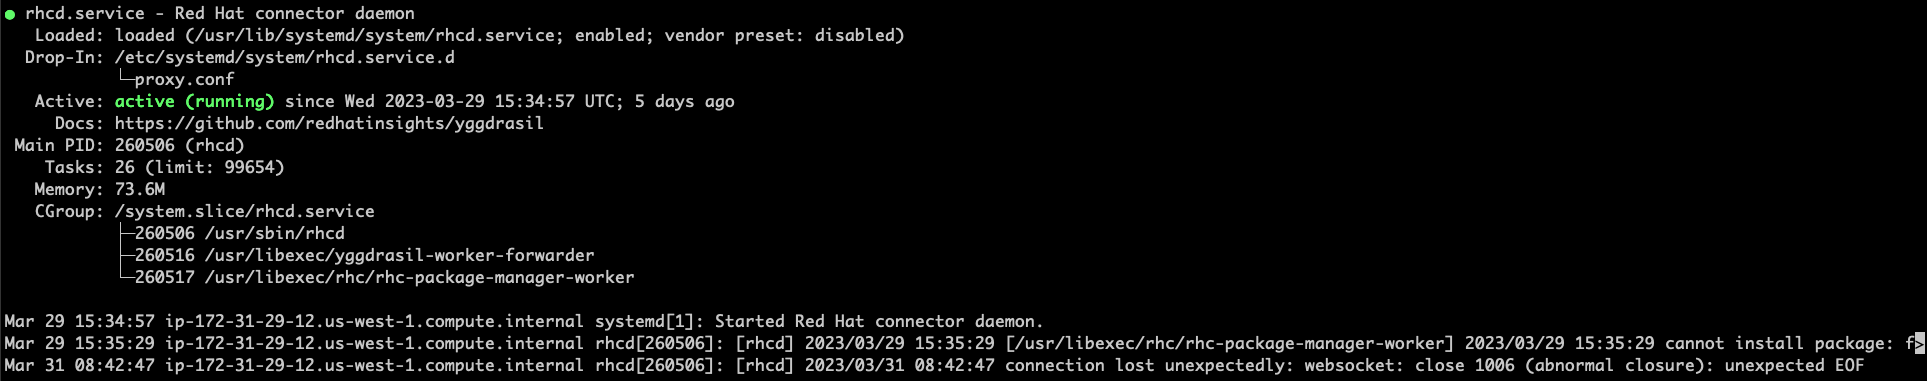 ● rhcd.service - Red Hat connector daemon
   Loaded: loaded (/usr/lib/systemd/system/rhcd.service; enabled; vendor preset: disabled)
  Drop-In: /etc/systemd/system/rhcd.service.d
           └─proxy.conf
   Active: active (running) since Wed 2023-03-29 15:34:57 UTC; 5 days ago
     Docs: https://github.com/redhatinsights/yggdrasil
 Main PID: 260506 (rhcd)
    Tasks: 26 (limit: 99654)
   Memory: 73.6M
   CGroup: /system.slice/rhcd.service
           ├─260506 /usr/sbin/rhcd
           ├─260516 /usr/libexec/yggdrasil-worker-forwarder
           └─260517 /usr/libexec/rhc/rhc-package-manager-worker

Mar 29 15:34:57 ip-172-31-29-12.us-west-1.compute.internal systemd[1]: Started Red Hat connector daemon.
Mar 29 15:35:29 ip-172-31-29-12.us-west-1.compute.internal rhcd[260506]: [rhcd] 2023/03/29 15:35:29 [/usr/libexec/rhc/rhc-package-manager-worker] 2023/03/29 15:35:29 cannot install package: f>
Mar 31 08:42:47 ip-172-31-29-12.us-west-1.compute.internal rhcd[260506]: [rhcd] 2023/03/31 08:42:47 connection lost unexpectedly: websocket: close 1006 (abnormal closure): unexpected EOF